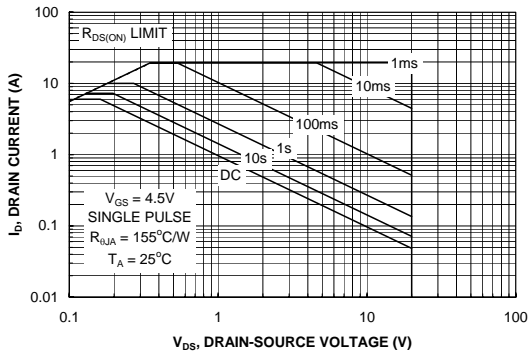 100
10
1
0.1
0.01
I_D, DRAIN CURRENT (A)
R_DS(ON) LIMIT
1ms
10ms
100ms
1s
10s
DC
V_GS = 4.5V
SINGLE PULSE
R_θJA = 155°C/W
T_A = 25°C
0.1
1
10
100
V_DS, DRAIN-SOURCE VOLTAGE (V)